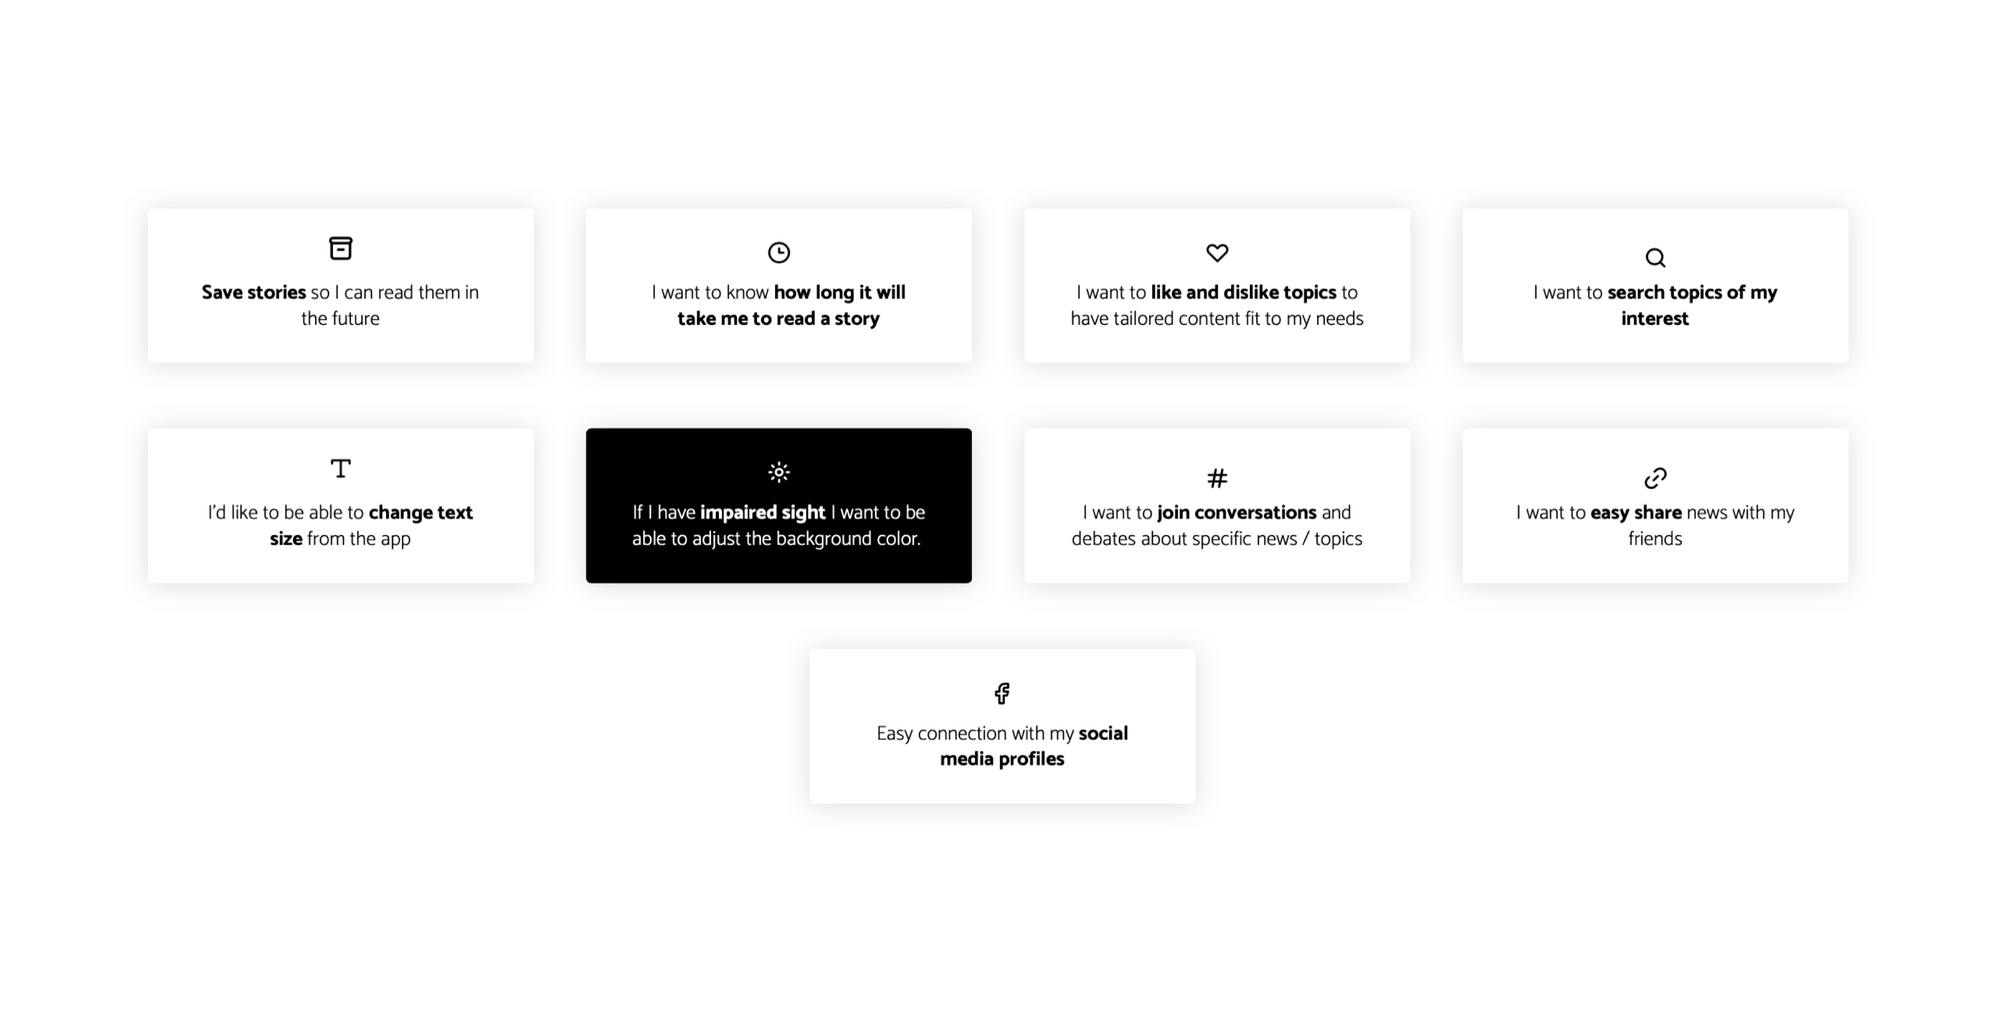 Save stories so I can read them in
the future
I want to know how long it will
take me to read a story
I want to like and dislike topics to
have tailored content fit to my needs
I want to search topics of my
interest
I'd like to be able to change text
size from the app
If I have impaired sight I want to be
able to adjust the background color.
I want to join conversations and
debates about specific news / topics
I want to easy share news with my
friends
Easy connection with my social
media profiles